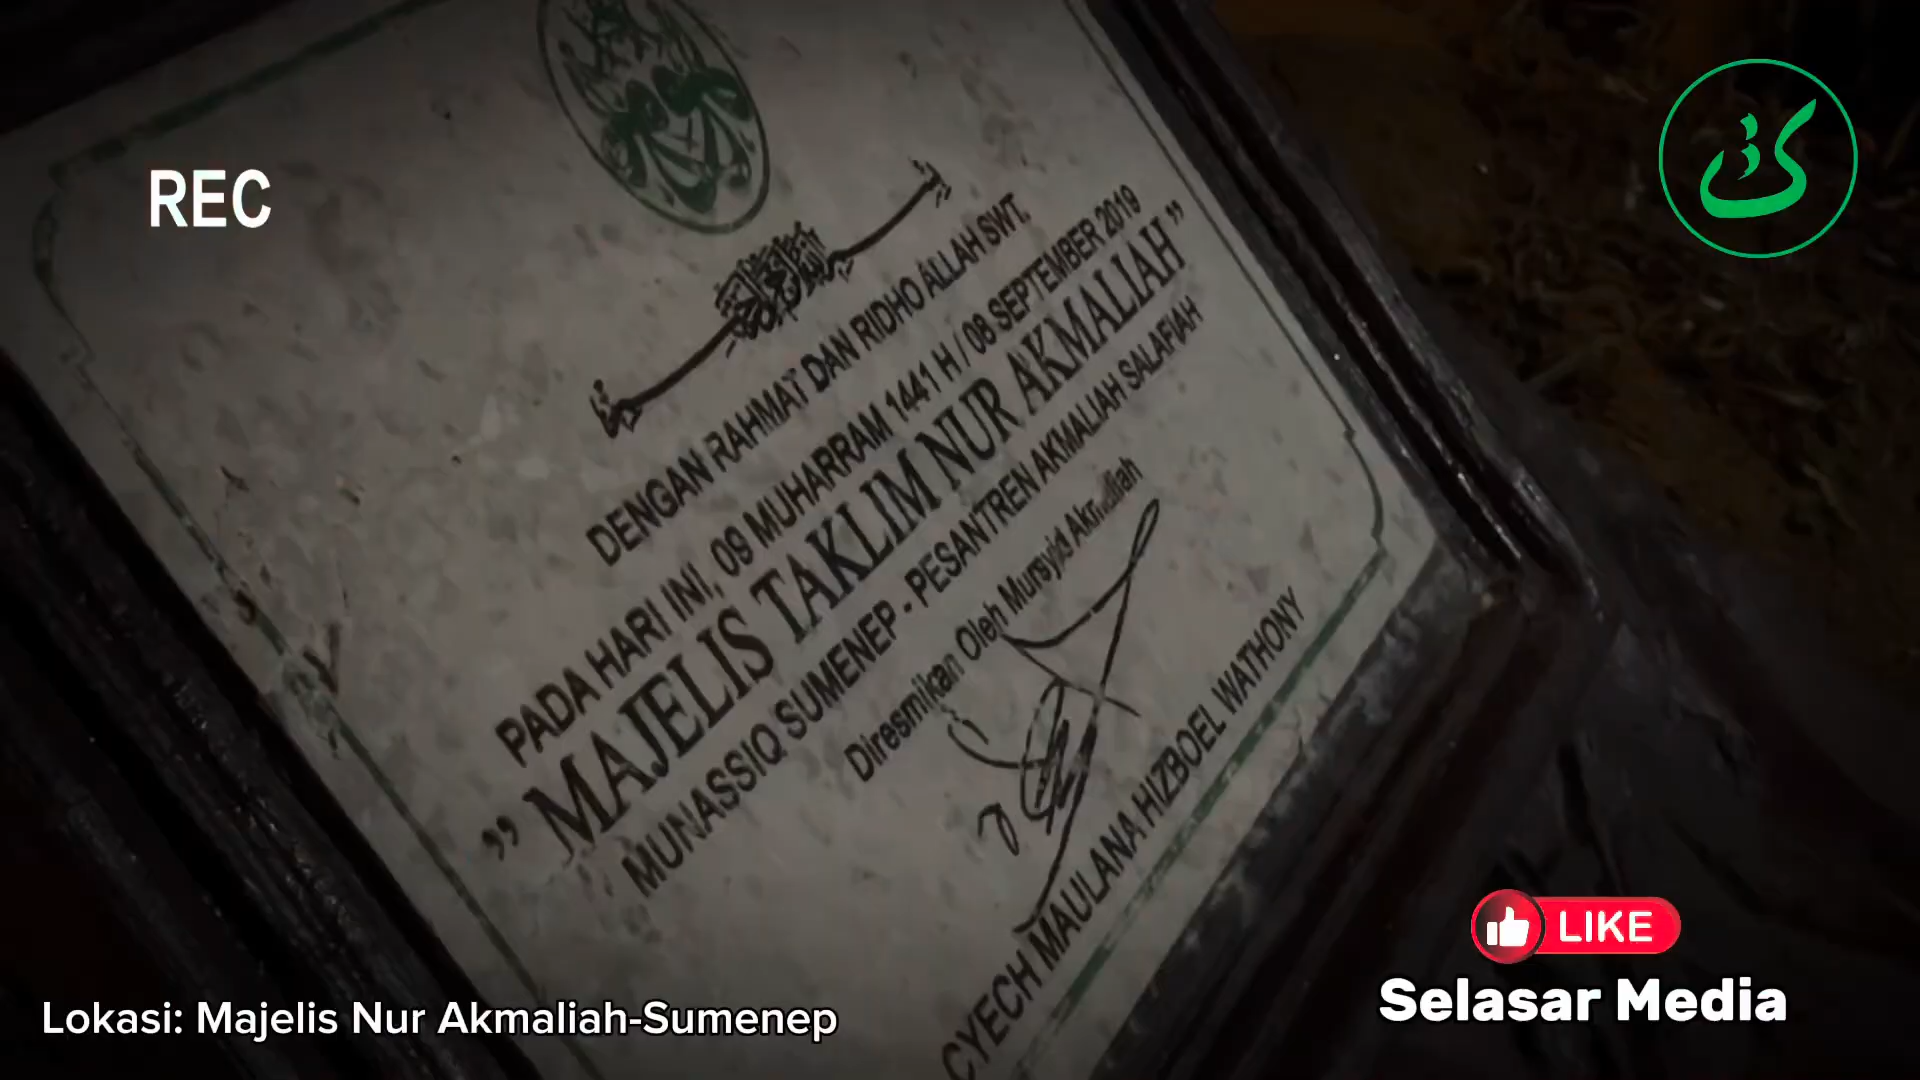 REC
DENGAN RAHMAT DAN RIDHO ALLAH SWT.
PADA HARI INI, 09 MUHARRAM 1441 H / 08 SEPTEMBER 2019
” MAJELIS TAKLIM NUR AKMALIAH ”
MUNASSIQ SUMENEP - PESANTREN AKMALIAH SALAFIAH
Diresmikan Oleh Mursyid Akmaliah
CYECH MAULANA HIZBOEL WATHONY
LIKE
Selasar Media
Lokasi: Majelis Nur Akmaliah-Sumenep